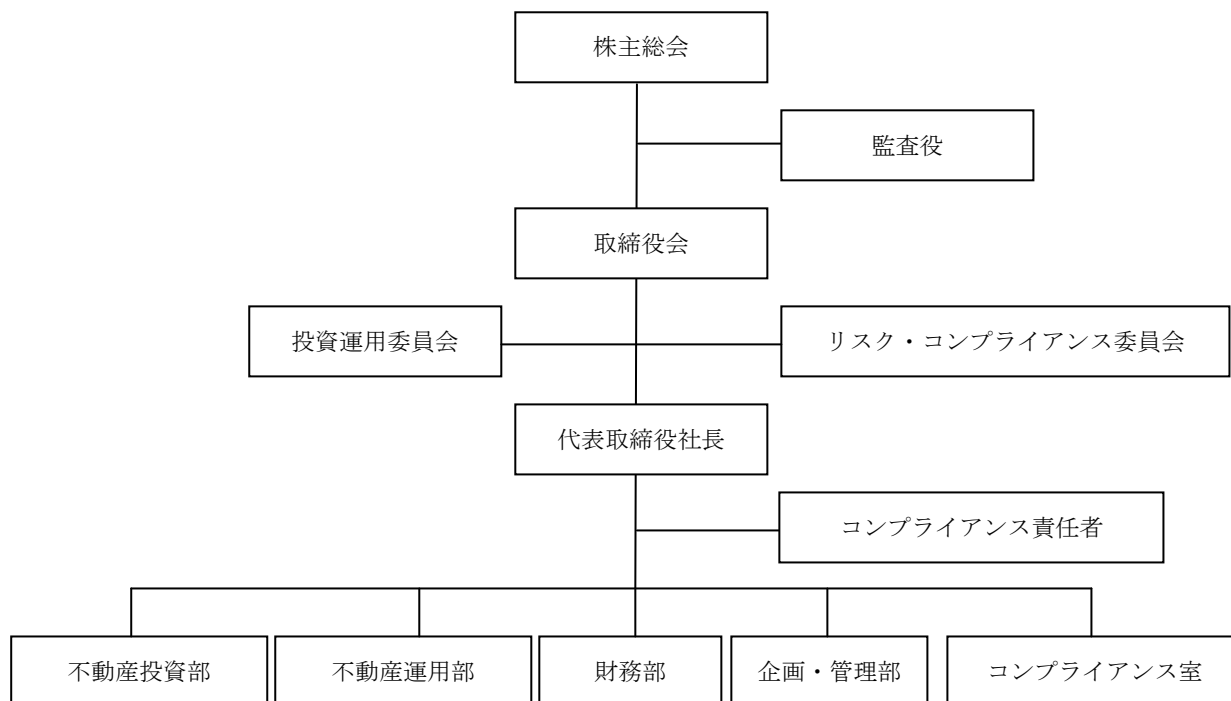 株主総会
監査役
取締役会
投資運用委員会
リスク・コンプライアンス委員会
代表取締役社長
コンプライアンス責任者
不動産投資部
不動産運用部
財務部
企画・管理部
コンプライアンス室